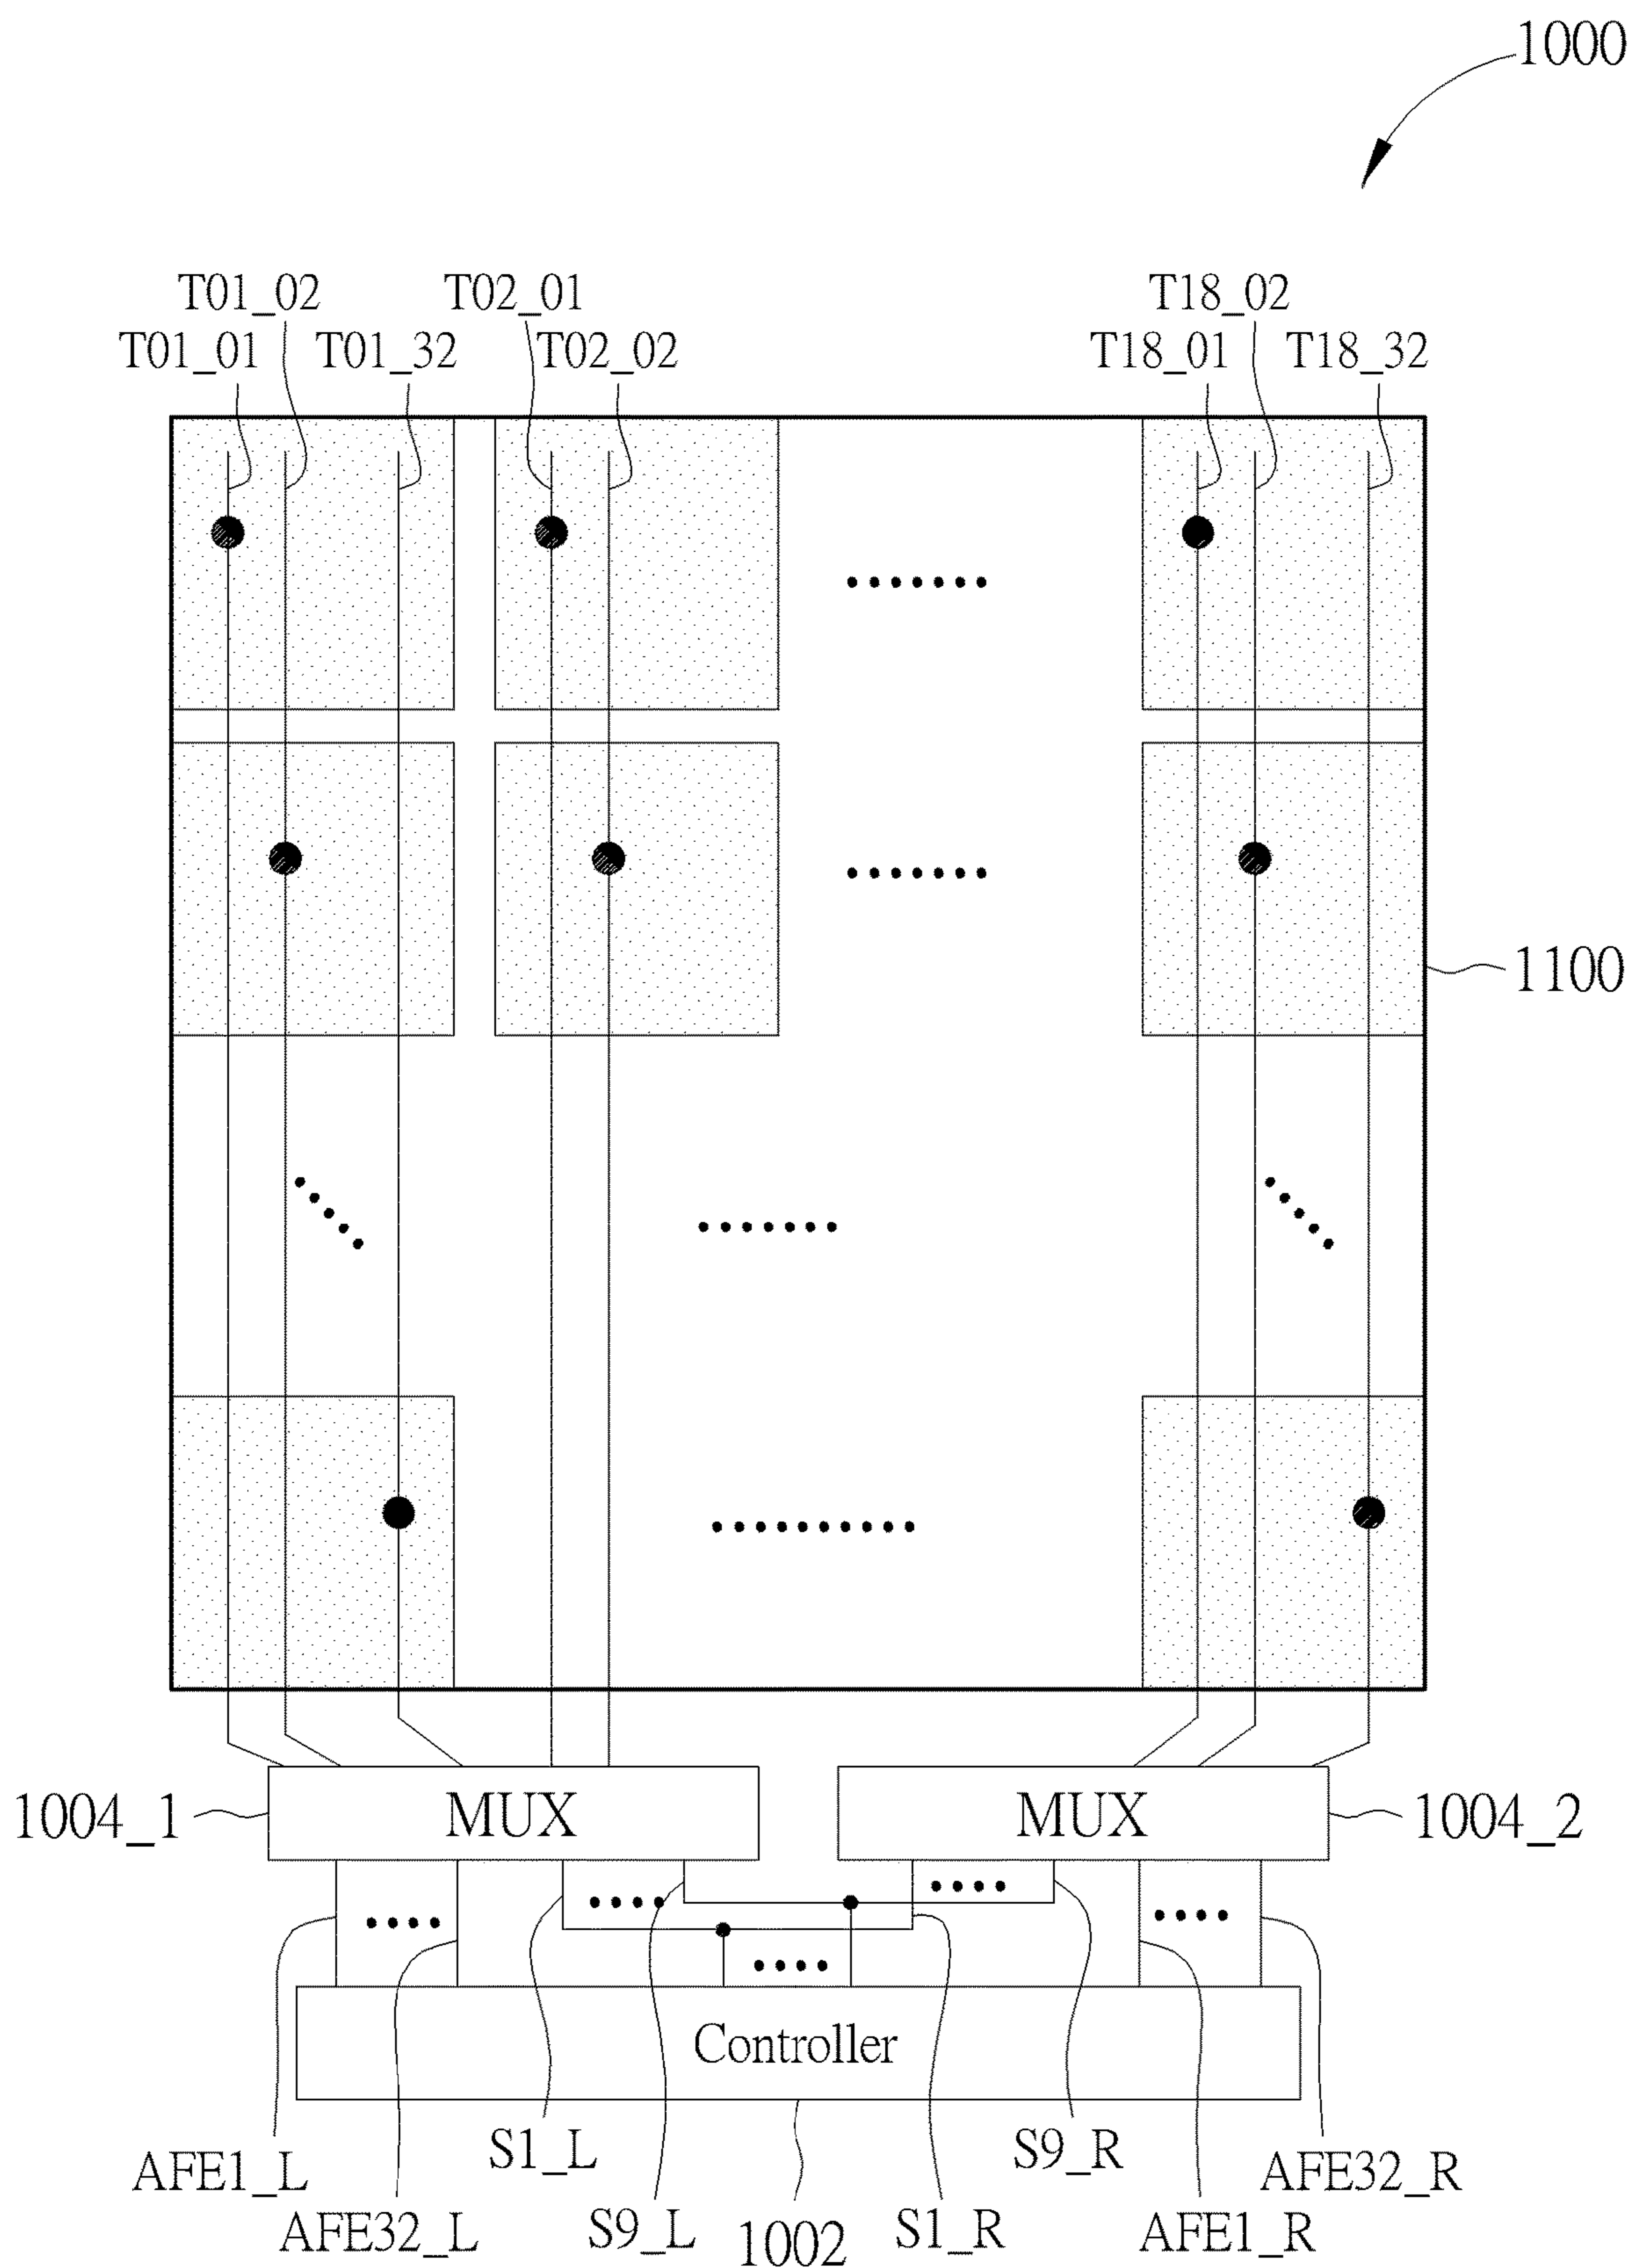 1000
T01_02 T02_01 T18_02
T01_01 T01_32 T02_02 T18_01 T18_32
1100
1004_1 MUX MUX 1004_2
Controller
S1_L S9_R
AFE1_L AFE32_R
AFE32_L S9_L 1002 S1_R AFE1_R